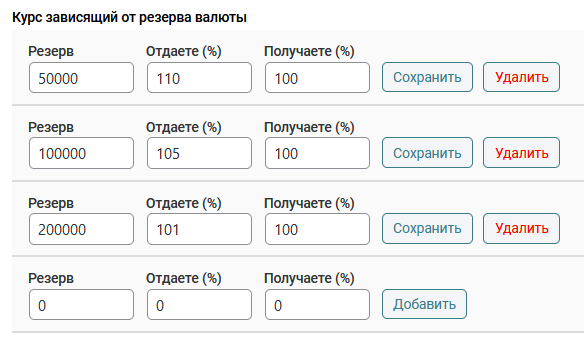 Курс зависящий от резерва валюты
Резерв Отдаете (%) Получаете (%)
50000 110 100 Сохранить Удалить
Резерв Отдаете (%) Получаете (%)
100000 105 100 Сохранить Удалить
Резерв Отдаете (%) Получаете (%)
200000 101 100 Сохранить Удалить
Резерв Отдаете (%) Получаете (%)
0 0 0 Добавить